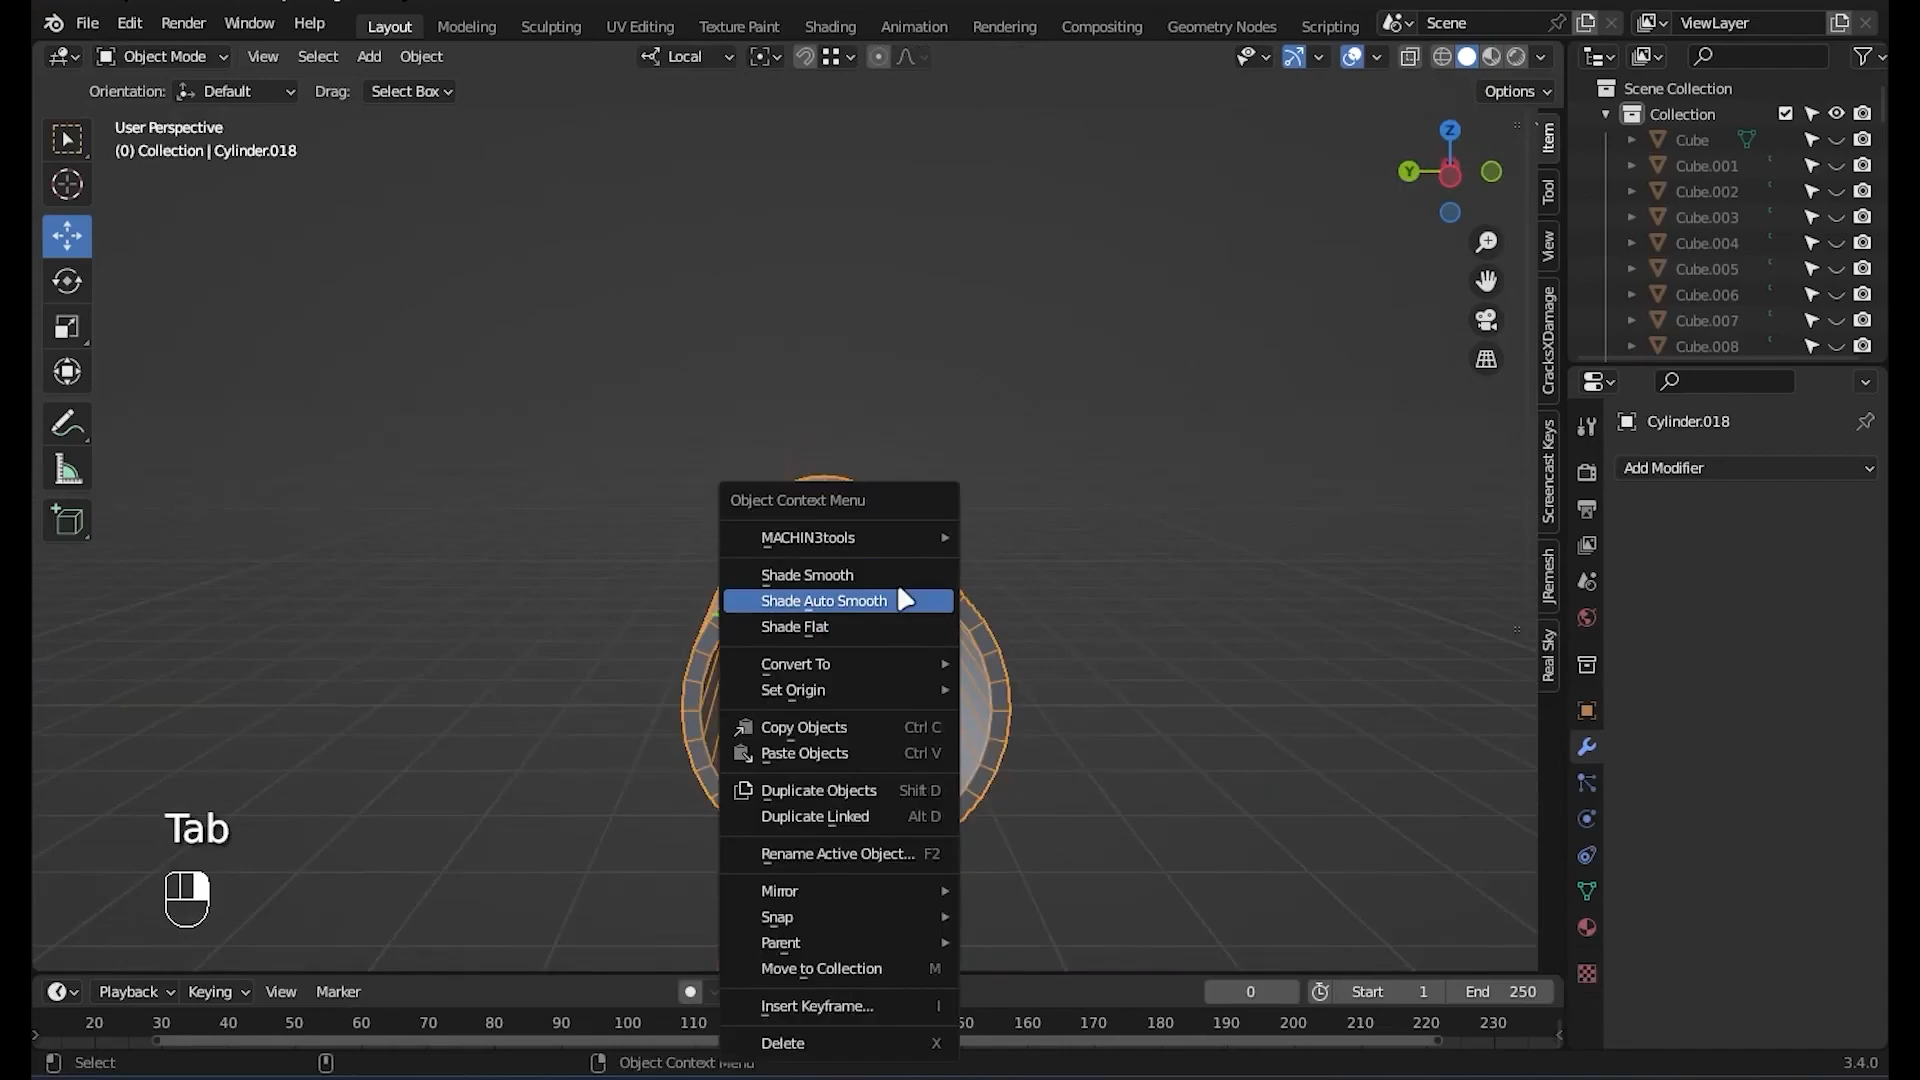 File Edit Render Window Help Layout Modeling Sculpting UV Editing Texture Paint Shading Animation Rendering Compositing Geometry Nodes Scripting Scene ViewLayer
Object Mode View Select Add Object Local
Orientation: Default Drag: Select Box Options
User Perspective
(0) Collection | Cylinder.018
Z
Y
Item
Tool
View
CracksXDamage
Screencast Keys
JRemesh
Real Sky
Scene Collection
Collection
Cube
Cube.001
Cube.002
Cube.003
Cube.004
Cube.005
Cube.006
Cube.007
Cube.008
Cylinder.018
Add Modifier
Object Context Menu
MACHIN3tools
Shade Smooth
Shade Auto Smooth
Shade Flat
Convert To
Set Origin
Copy Objects Ctrl C
Paste Objects Ctrl V
Duplicate Objects Shift D
Duplicate Linked Alt D
Rename Active Object... F2
Mirror
Snap
Parent
Move to Collection M
Insert Keyframe... I
Delete X
Tab
Playback Keying View Marker 0 Start 1 End 250
20 30 40 50 60 70 80 90 100 110 50 160 170 180 190 200 210 220 230
Select Object Context Menu 3.4.0